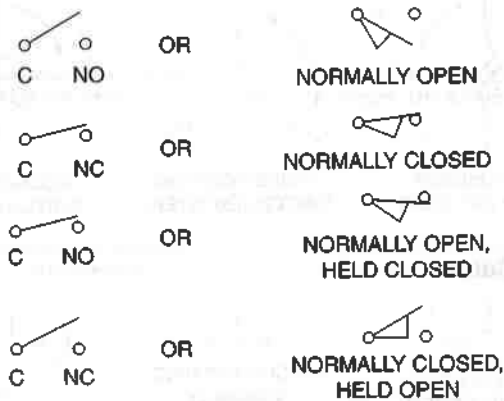 OR
C NO
NORMALLY OPEN
OR
C NC
NORMALLY CLOSED
OR
C NO
NORMALLY OPEN,
HELD CLOSED
OR
C NC
NORMALLY CLOSED,
HELD OPEN